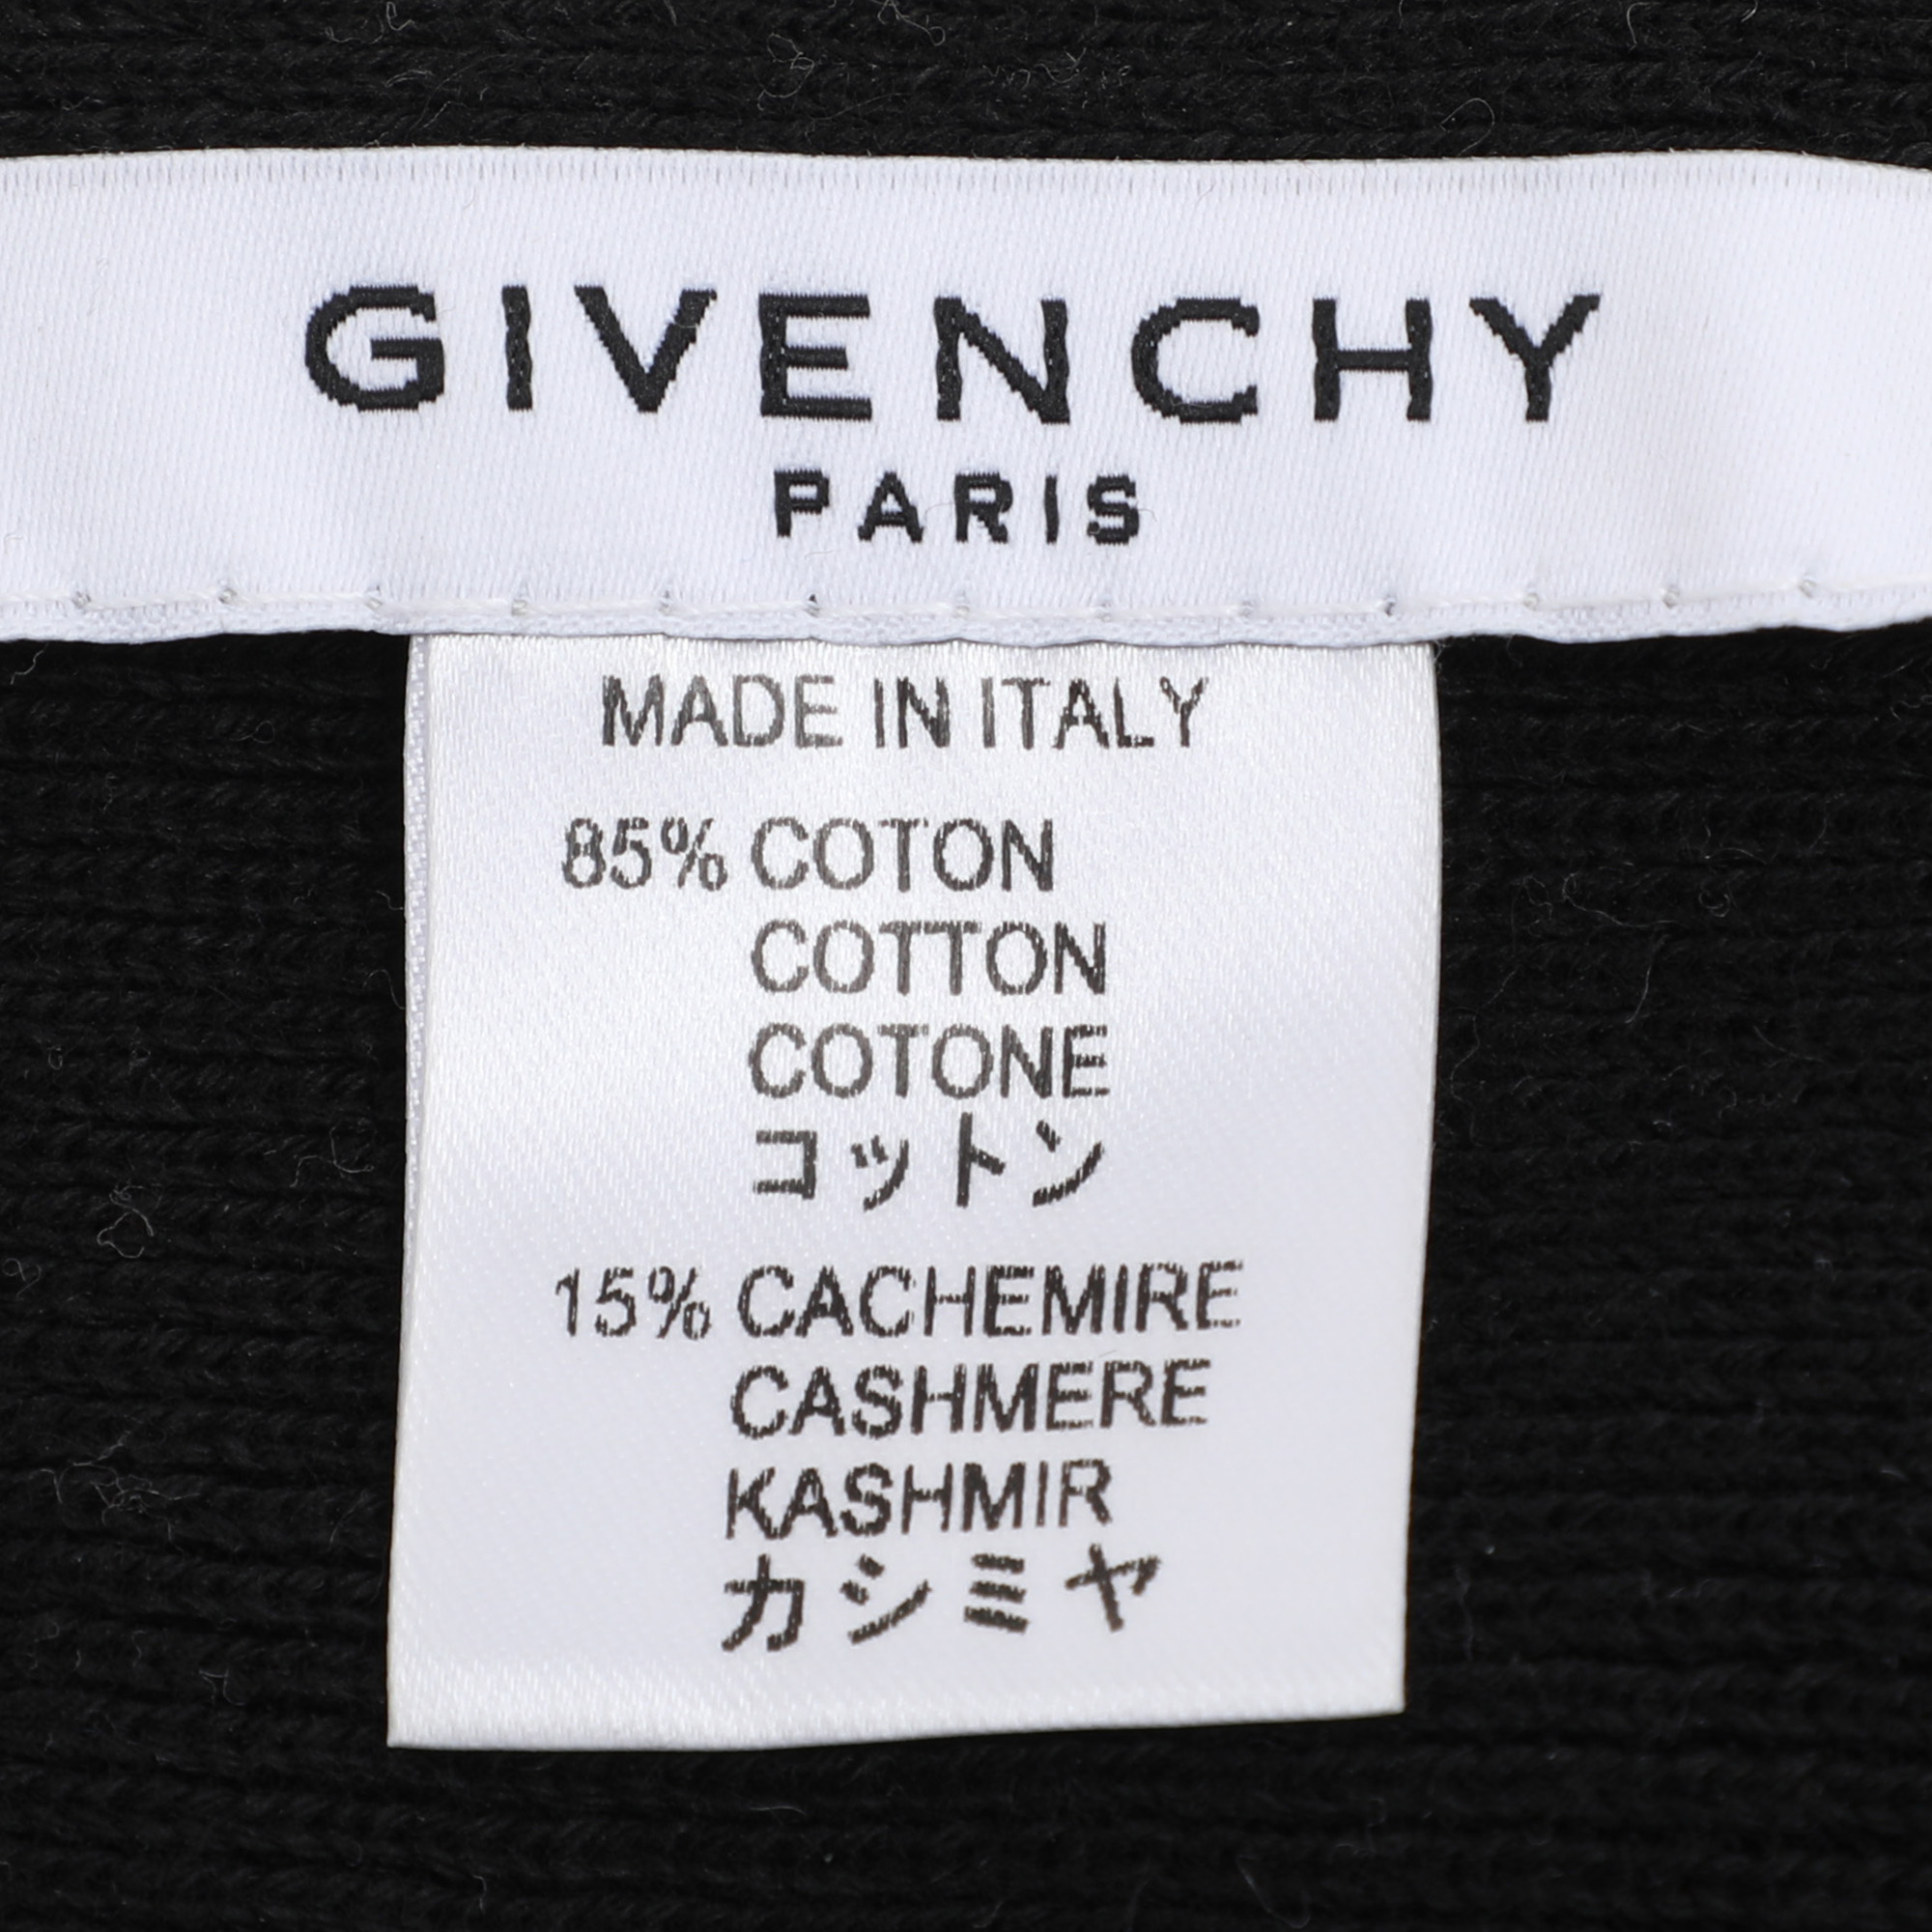 GIVENCHY
PARIS
MADE IN ITALY
85% COTON
COTTON
COTONE
コットン
15% CACHEMIRE
CASHMERE
KASHMIR
カシミヤ